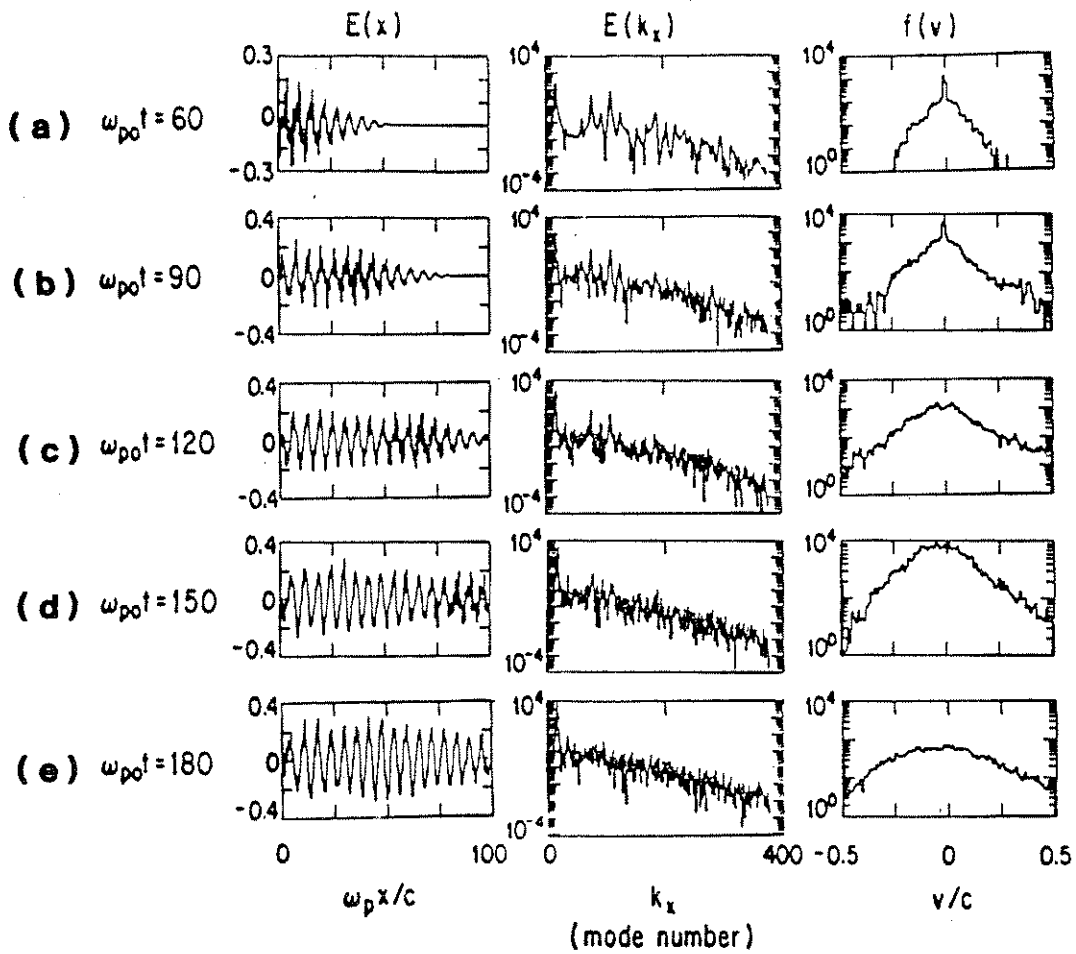 E(x) E(kₓ) f(v)
(a) ωₚₒt = 60 0.3 0 -0.3 10⁴ 10⁻⁴ 10⁴ 10⁰
(b) ωₚₒt = 90 0.4 0 -0.4 10⁴ 10⁻⁴ 10⁴ 10⁰
(c) ωₚₒt = 120 0.4 0 -0.4 10⁴ 10⁻⁴ 10⁴ 10⁰
(d) ωₚₒt = 150 0.4 0 -0.4 10⁴ 10⁻⁴ 10⁴ 10⁰
(e) ωₚₒt = 180 0.4 0 -0.4 10⁴ 10⁻⁴ 10⁴ 10⁰
0 100 0 400 -0.5 0 0.5
ωₚx/c kₓ v/c
(mode number)